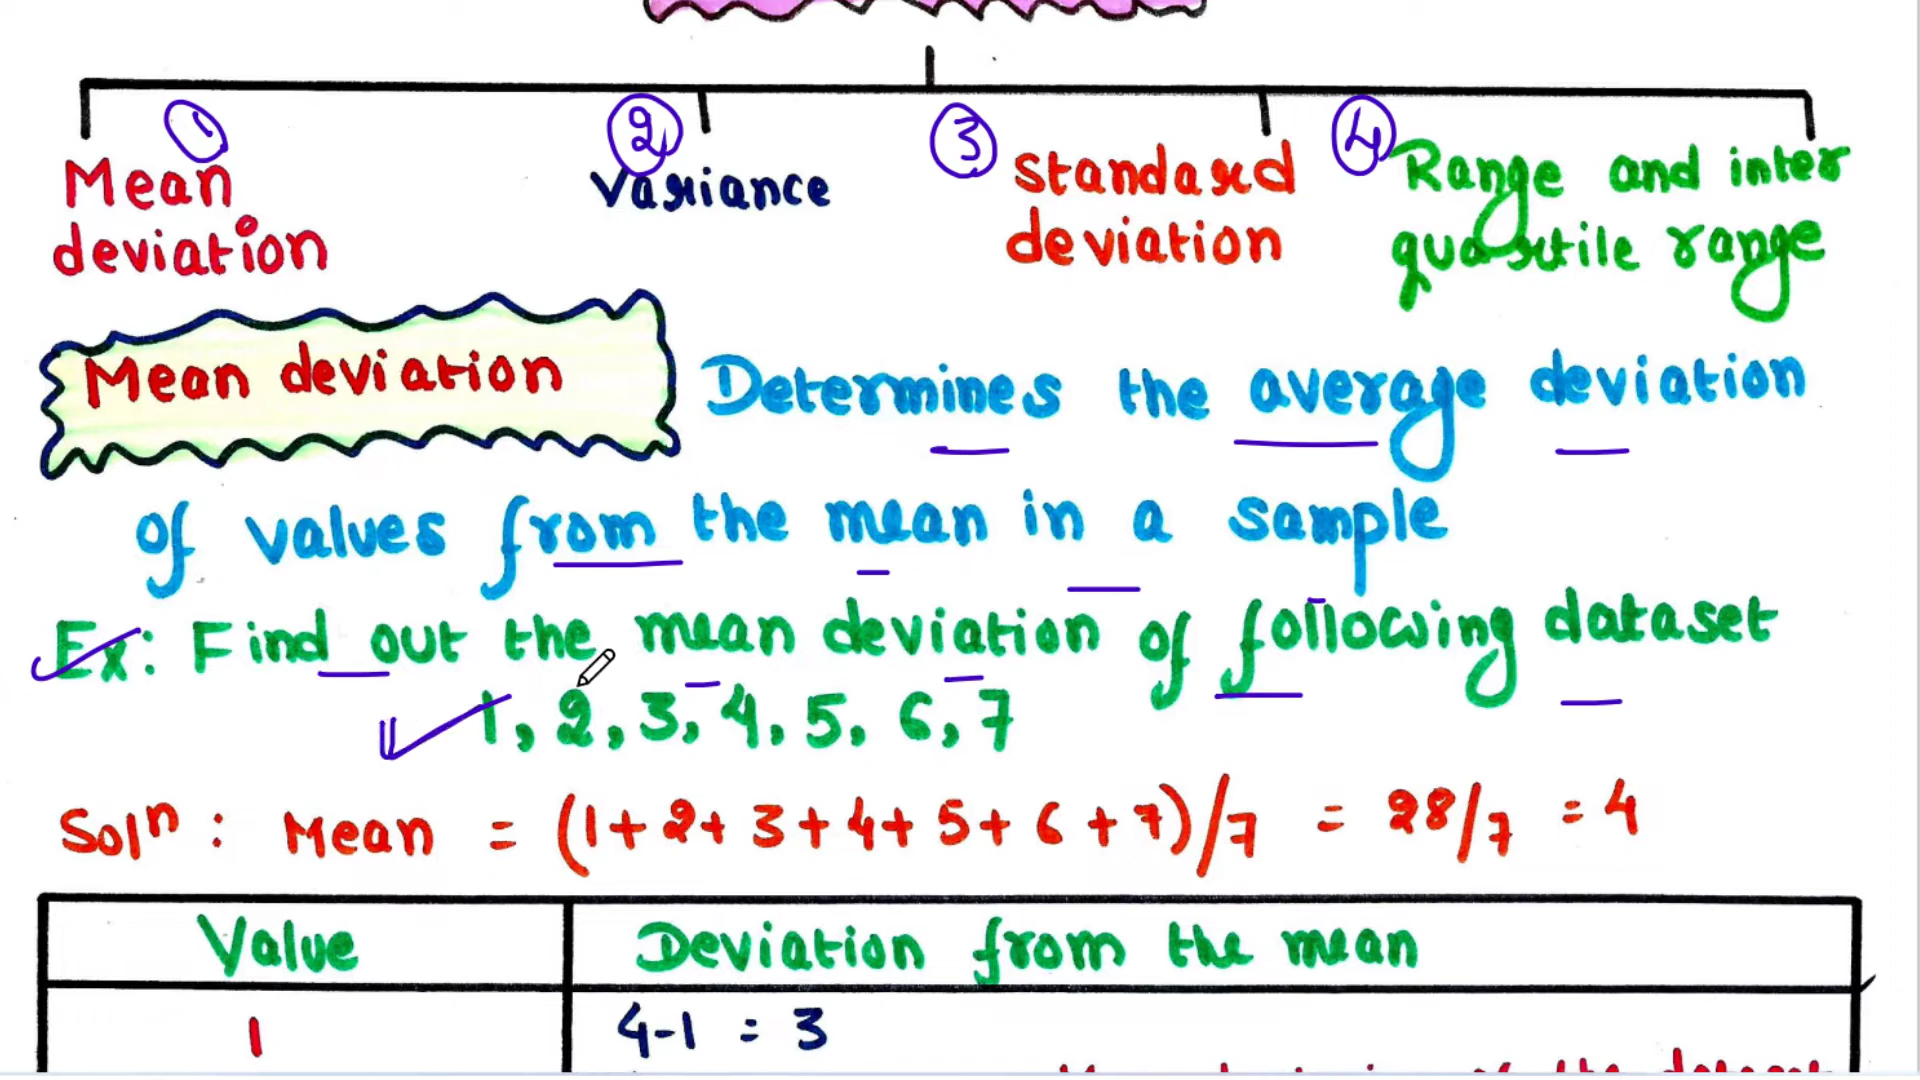 ① ② ③ ④
Mean deviation
Variance
Standard deviation
Range and inter quartile range
Mean deviation
Determines the average deviation
of values from the mean in a sample
Ex: Find out the mean deviation of following dataset
1, 2, 3, 4, 5, 6, 7
Solⁿ : Mean = (1+2+3+4+5+6+7)/7 = 28/7 = 4
Value Deviation from the mean
1 4-1 = 3